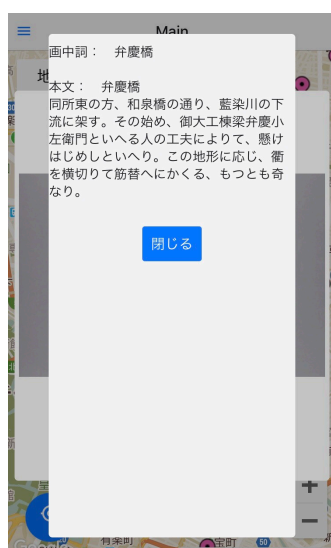 Main
画中詞： 弁慶橋
地
本文： 弁慶橋
同所東の方、和泉橋の通り、藍染川の下
流に架す。その始め、御大工棟梁弁慶小
左衛門といへる人の工夫によりて、懸け
はじめしといへり。この地形に応じ、衢
を横切りて筋替へにかくる、もつとも奇
なり。
閉じる
+
−
有楽町
宝町
50
Google